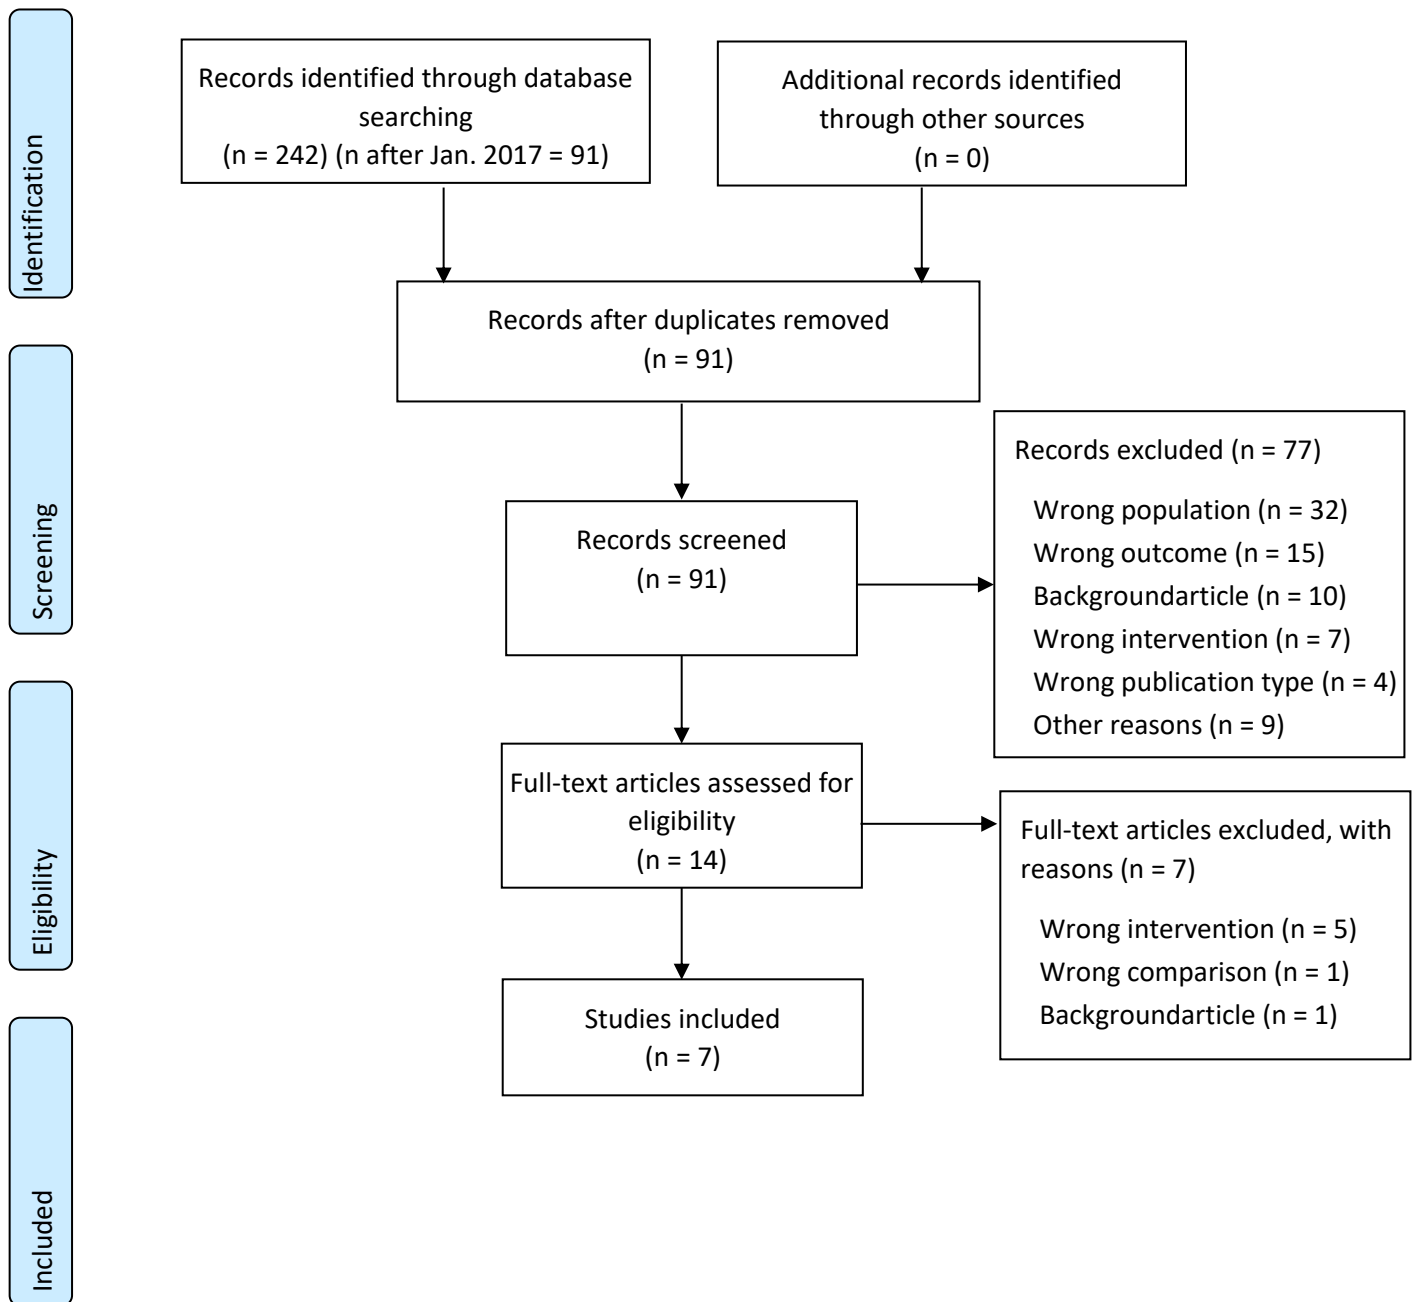 Identification
Records identified through database
searching
(n = 242) (n after Jan. 2017 = 91)
Additional records identified
through other sources
(n = 0)
Records after duplicates removed
(n = 91)
Screening
Records screened
(n = 91)
Records excluded (n = 77)
Wrong population (n = 32)
Wrong outcome (n = 15)
Backgroundarticle (n = 10)
Wrong intervention (n = 7)
Wrong publication type (n = 4)
Other reasons (n = 9)
Eligibility
Full-text articles assessed for
eligibility
(n = 14)
Full-text articles excluded, with
reasons (n = 7)
Wrong intervention (n = 5)
Wrong comparison (n = 1)
Backgroundarticle (n = 1)
Included
Studies included
(n = 7)